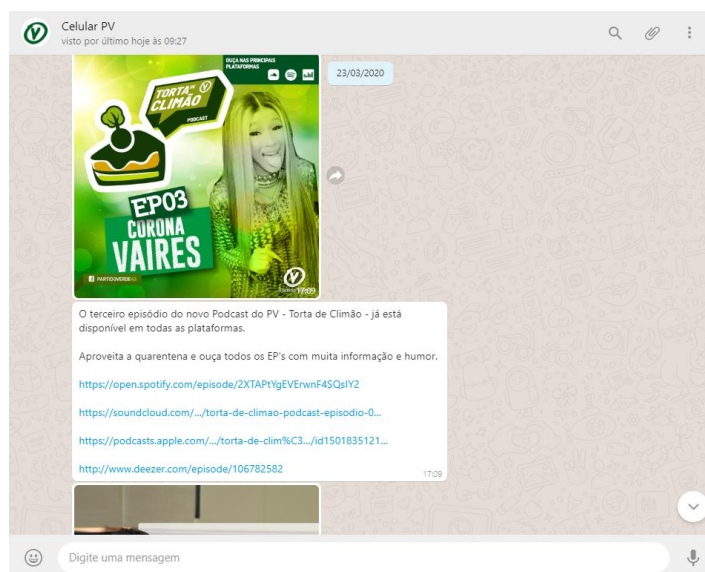 Celular PV
visto por último hoje às 09:27
23/03/2020
OUÇA NAS PRINCIPAIS
PLATAFORMAS
TORTA DE
CLIMÃO
PODCAST
EP03
CORONA
VAIRES
17:09
O terceiro episódio do novo Podcast do PV - Torta de Climão - já está
disponível em todas as plataformas.
Aproveita a quarentena e ouça todos os EP's com muita informação e humor.
https://open.spotify.com/episode/2XTAPtYgEVErwnF4SQsIY2
https://soundcloud.com/.../torta-de-climao-podcast-episodio-0...
https://podcasts.apple.com/.../torta-de-clim%C3.../id1501835121...
http://www.deezer.com/episode/106782582
17:09
Digite uma mensagem